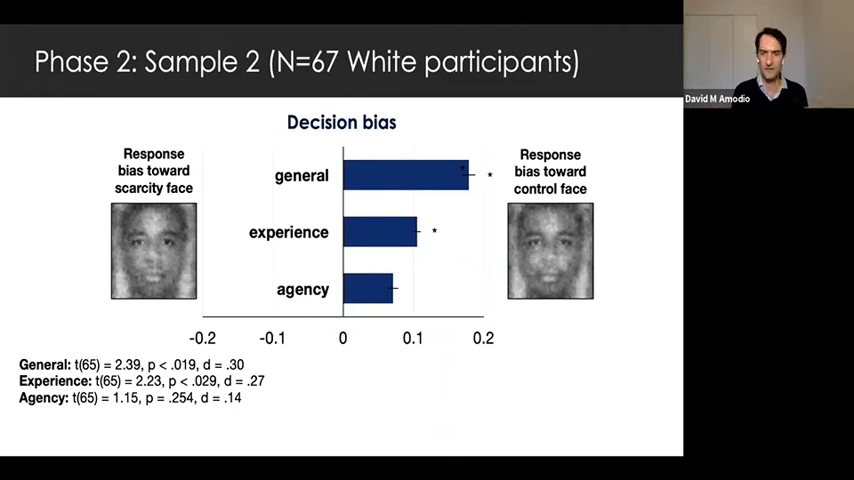 Phase 2: Sample 2 (N=67 White participants)
David M Amodio
Decision bias
Response
bias toward
scarcity face
Response
bias toward
control face
general
*
experience
*
agency
-0.2
-0.1
0
0.1
0.2
General: t(65) = 2.39, p < .019, d = .30
Experience: t(65) = 2.23, p < .029, d = .27
Agency: t(65) = 1.15, p = .254, d = .14